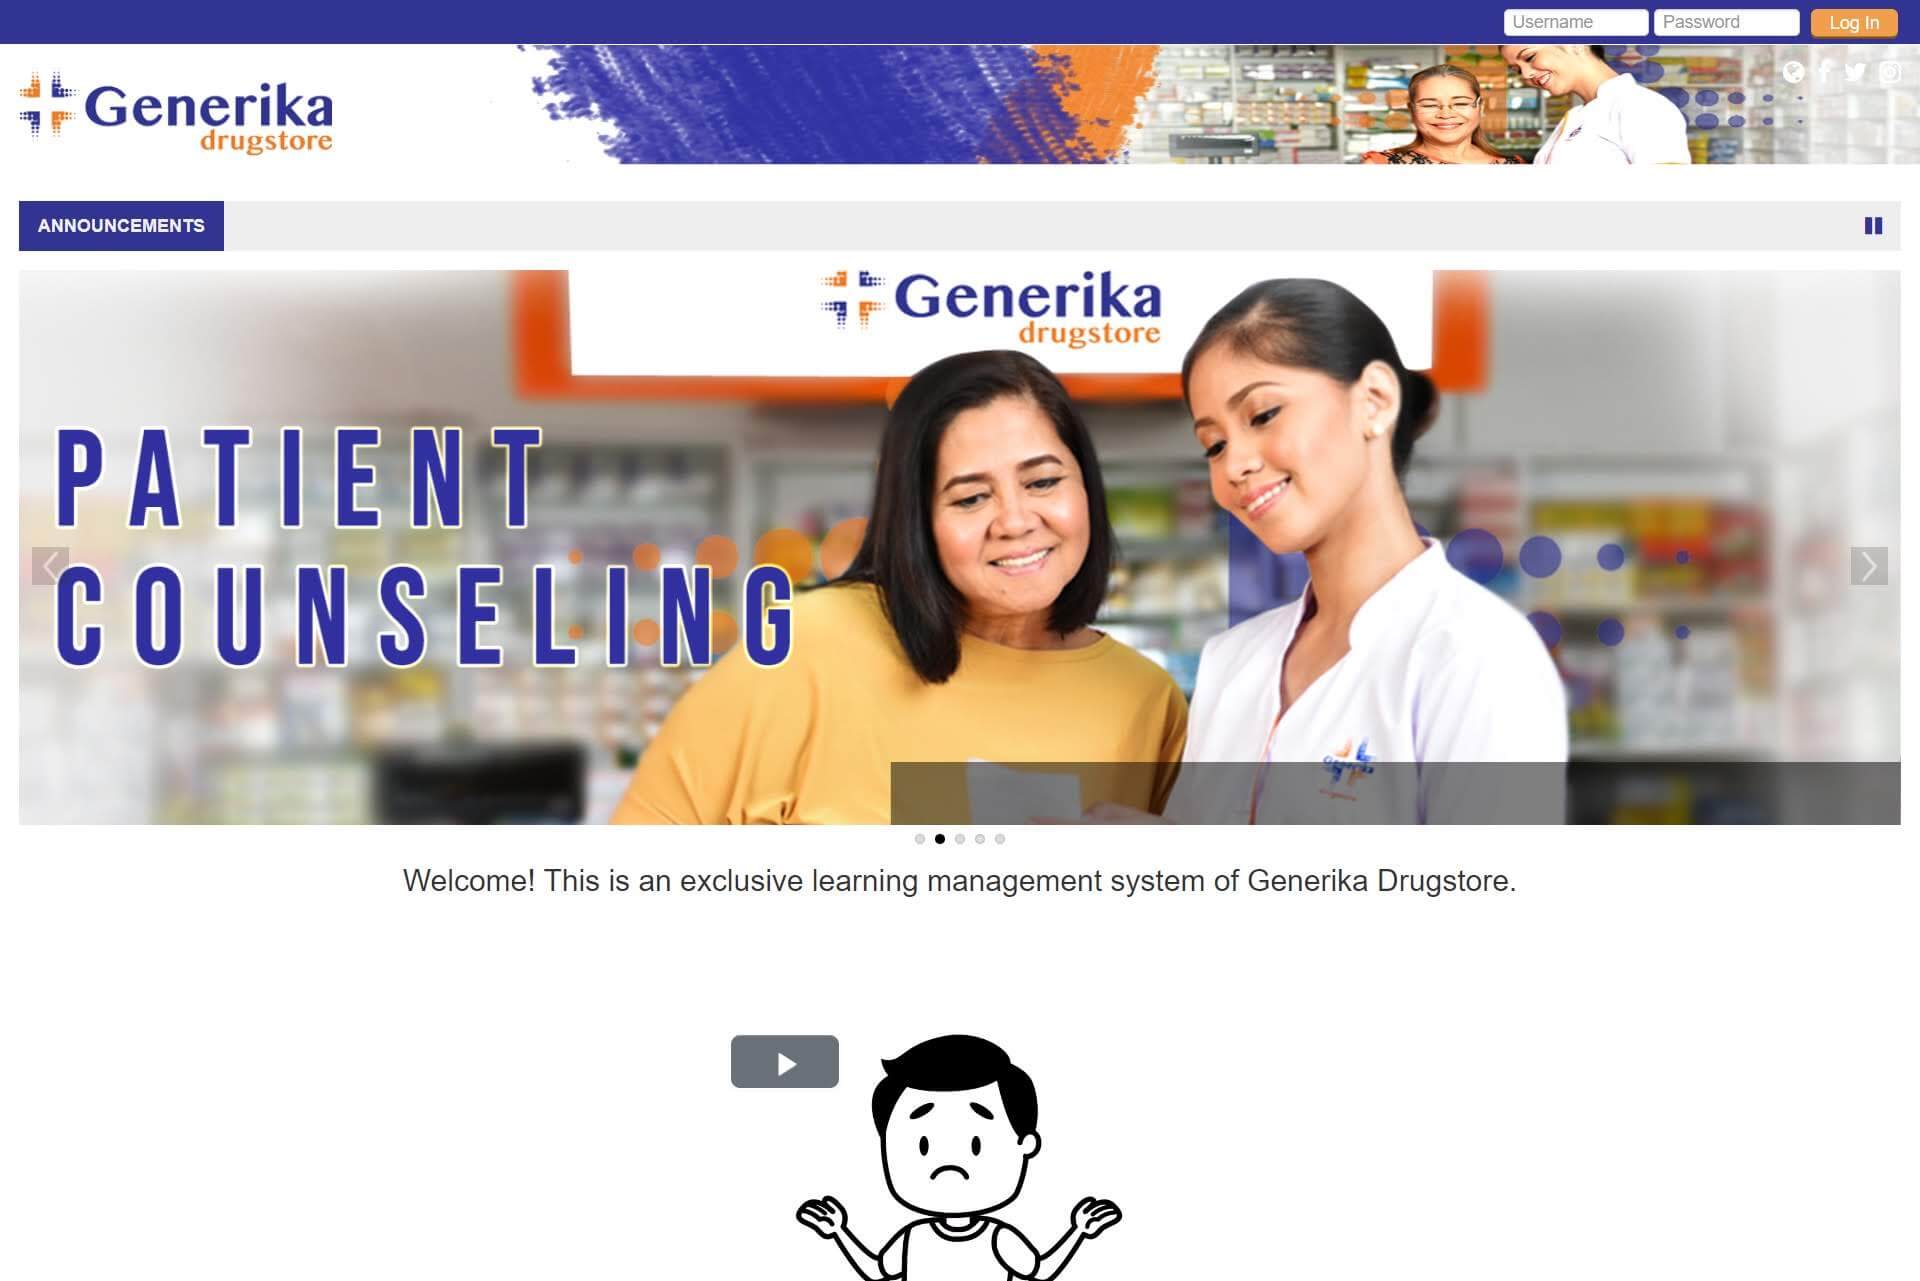 Username Password Log In
Generika
drugstore
ANNOUNCEMENTS
Generika
drugstore
PATIENT
COUNSELING
Generika
Welcome! This is an exclusive learning management system of Generika Drugstore.